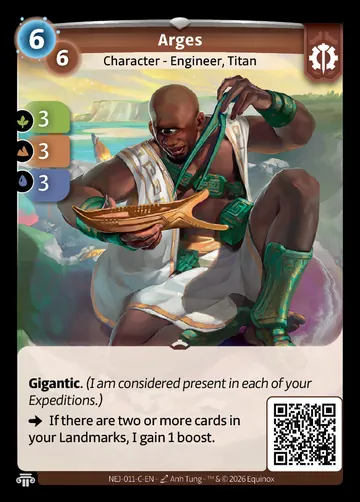 6
Arges
6
Character - Engineer, Titan
3
3
3
Gigantic. (I am considered present in each of your
Expeditions.)
If there are two or more cards in
your Landmarks, I gain 1 boost.
NEJ-011-C-EN - Anh Tung - ™ & © 2026 Equinox